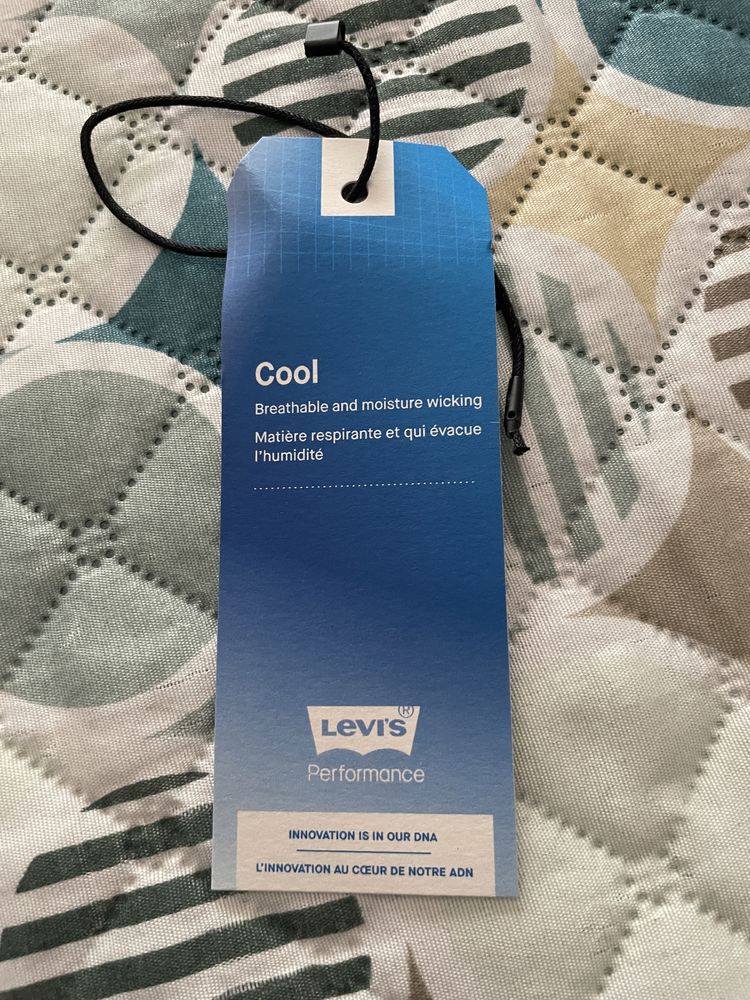 Cool
Breathable and moisture wicking
Matière respirante et qui évacue
l'humidité
Levi's®
Performance
INNOVATION IS IN OUR DNA
L'INNOVATION AU CŒUR DE NOTRE ADN